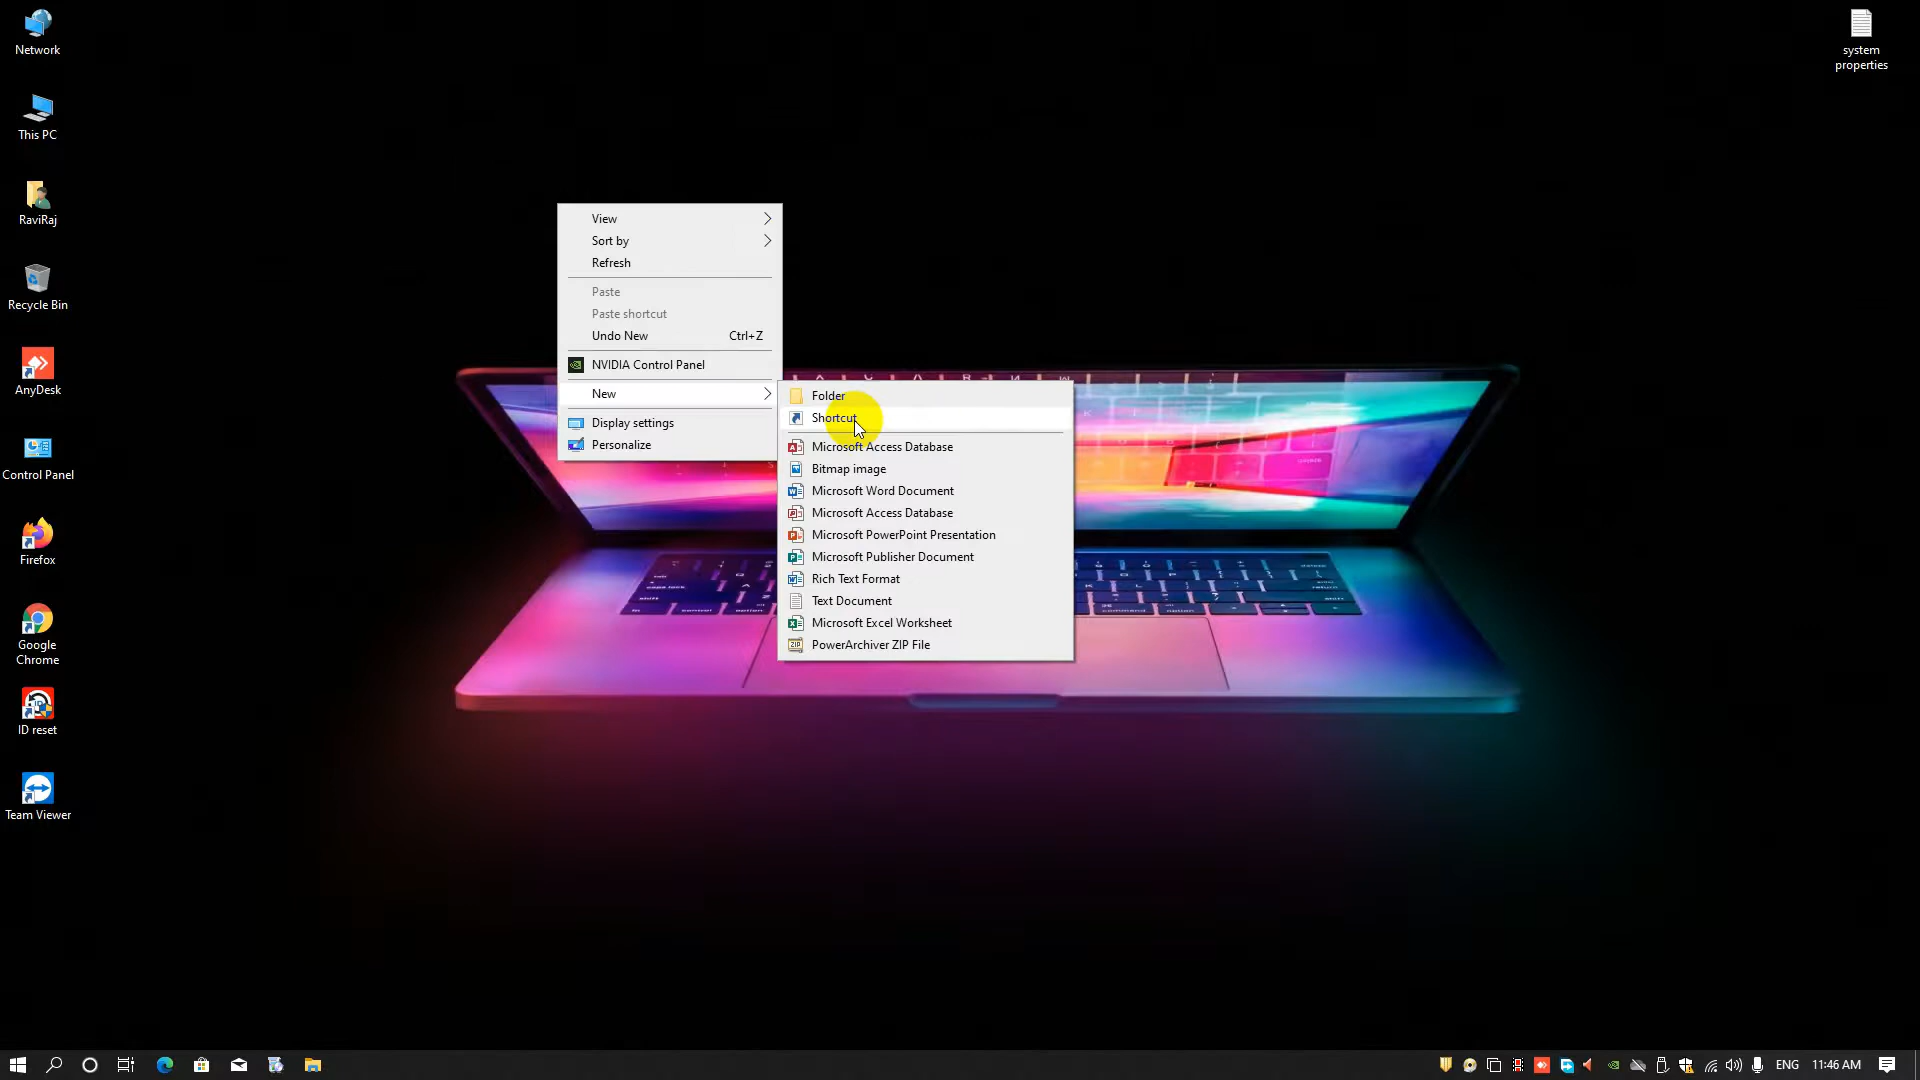 Network
This PC
RaviRaj
Recycle Bin
AnyDesk
Control Panel
Firefox
Google
Chrome
ID reset
Team Viewer
system
properties
View
Sort by
Refresh
Paste
Paste shortcut
Undo New Ctrl+Z
NVIDIA Control Panel
New
Display settings
Personalize
Folder
Shortcut
Microsoft Access Database
Bitmap image
Microsoft Word Document
Microsoft Access Database
Microsoft PowerPoint Presentation
Microsoft Publisher Document
Rich Text Format
Text Document
Microsoft Excel Worksheet
PowerArchiver ZIP File
ENG 11:46 AM